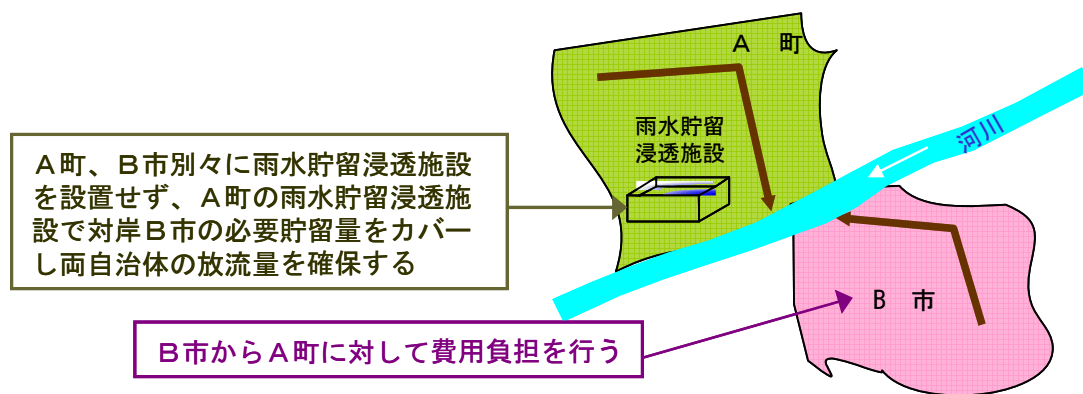 A 町
雨水貯留
浸透施設
河川
A町、B市別々に雨水貯留浸透施設
を設置せず、A町の雨水貯留浸透施
設で対岸B市の必要貯留量をカバー
し両自治体の放流量を確保する
B 市
B市からA町に対して費用負担を行う